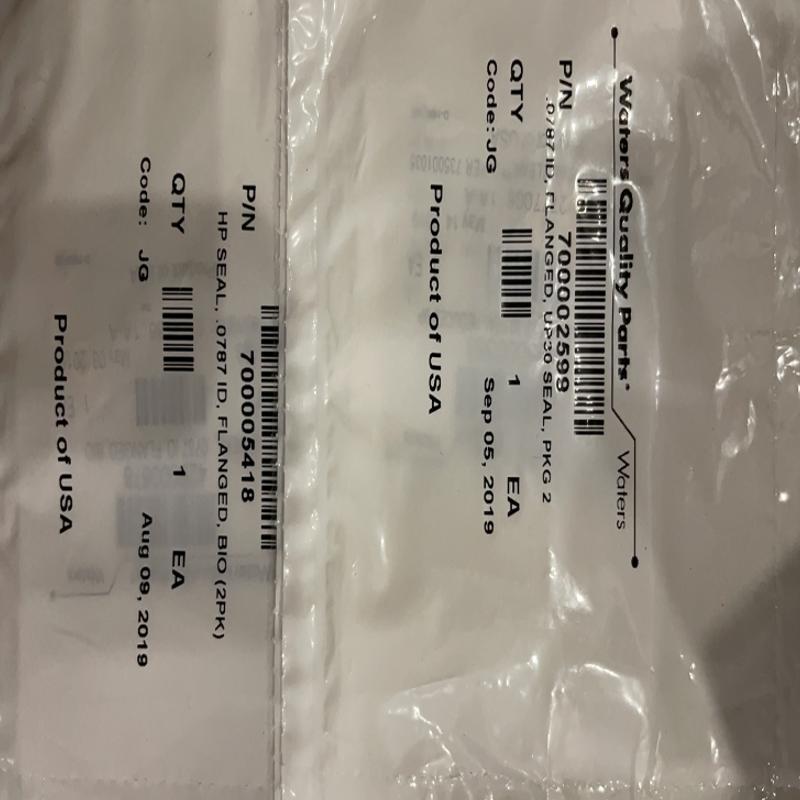 Waters Quality Parts®
Waters
P/N 700002599
.0787 ID, FLANGED, UP30 SEAL, PKG 2
QTY 1 EA
Code: JG Sep 05, 2019
Product of USA
P/N 700005418
HP SEAL, .0787 ID, FLANGED, BIO (2PK)
QTY 1 EA
Code: JG Aug 09, 2019
Product of USA